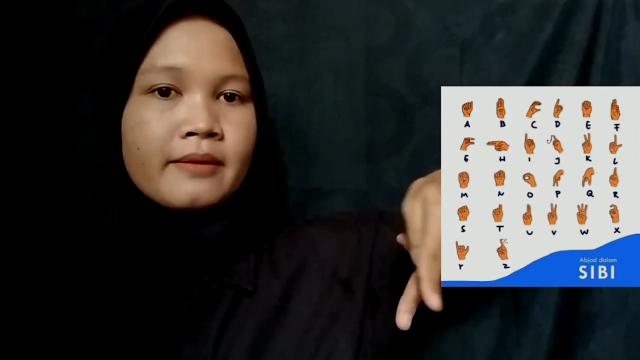 A B C D E F
G H I J K L
M N O P Q R
S T U V W X
Y Z
Abjad dalam
SIBI